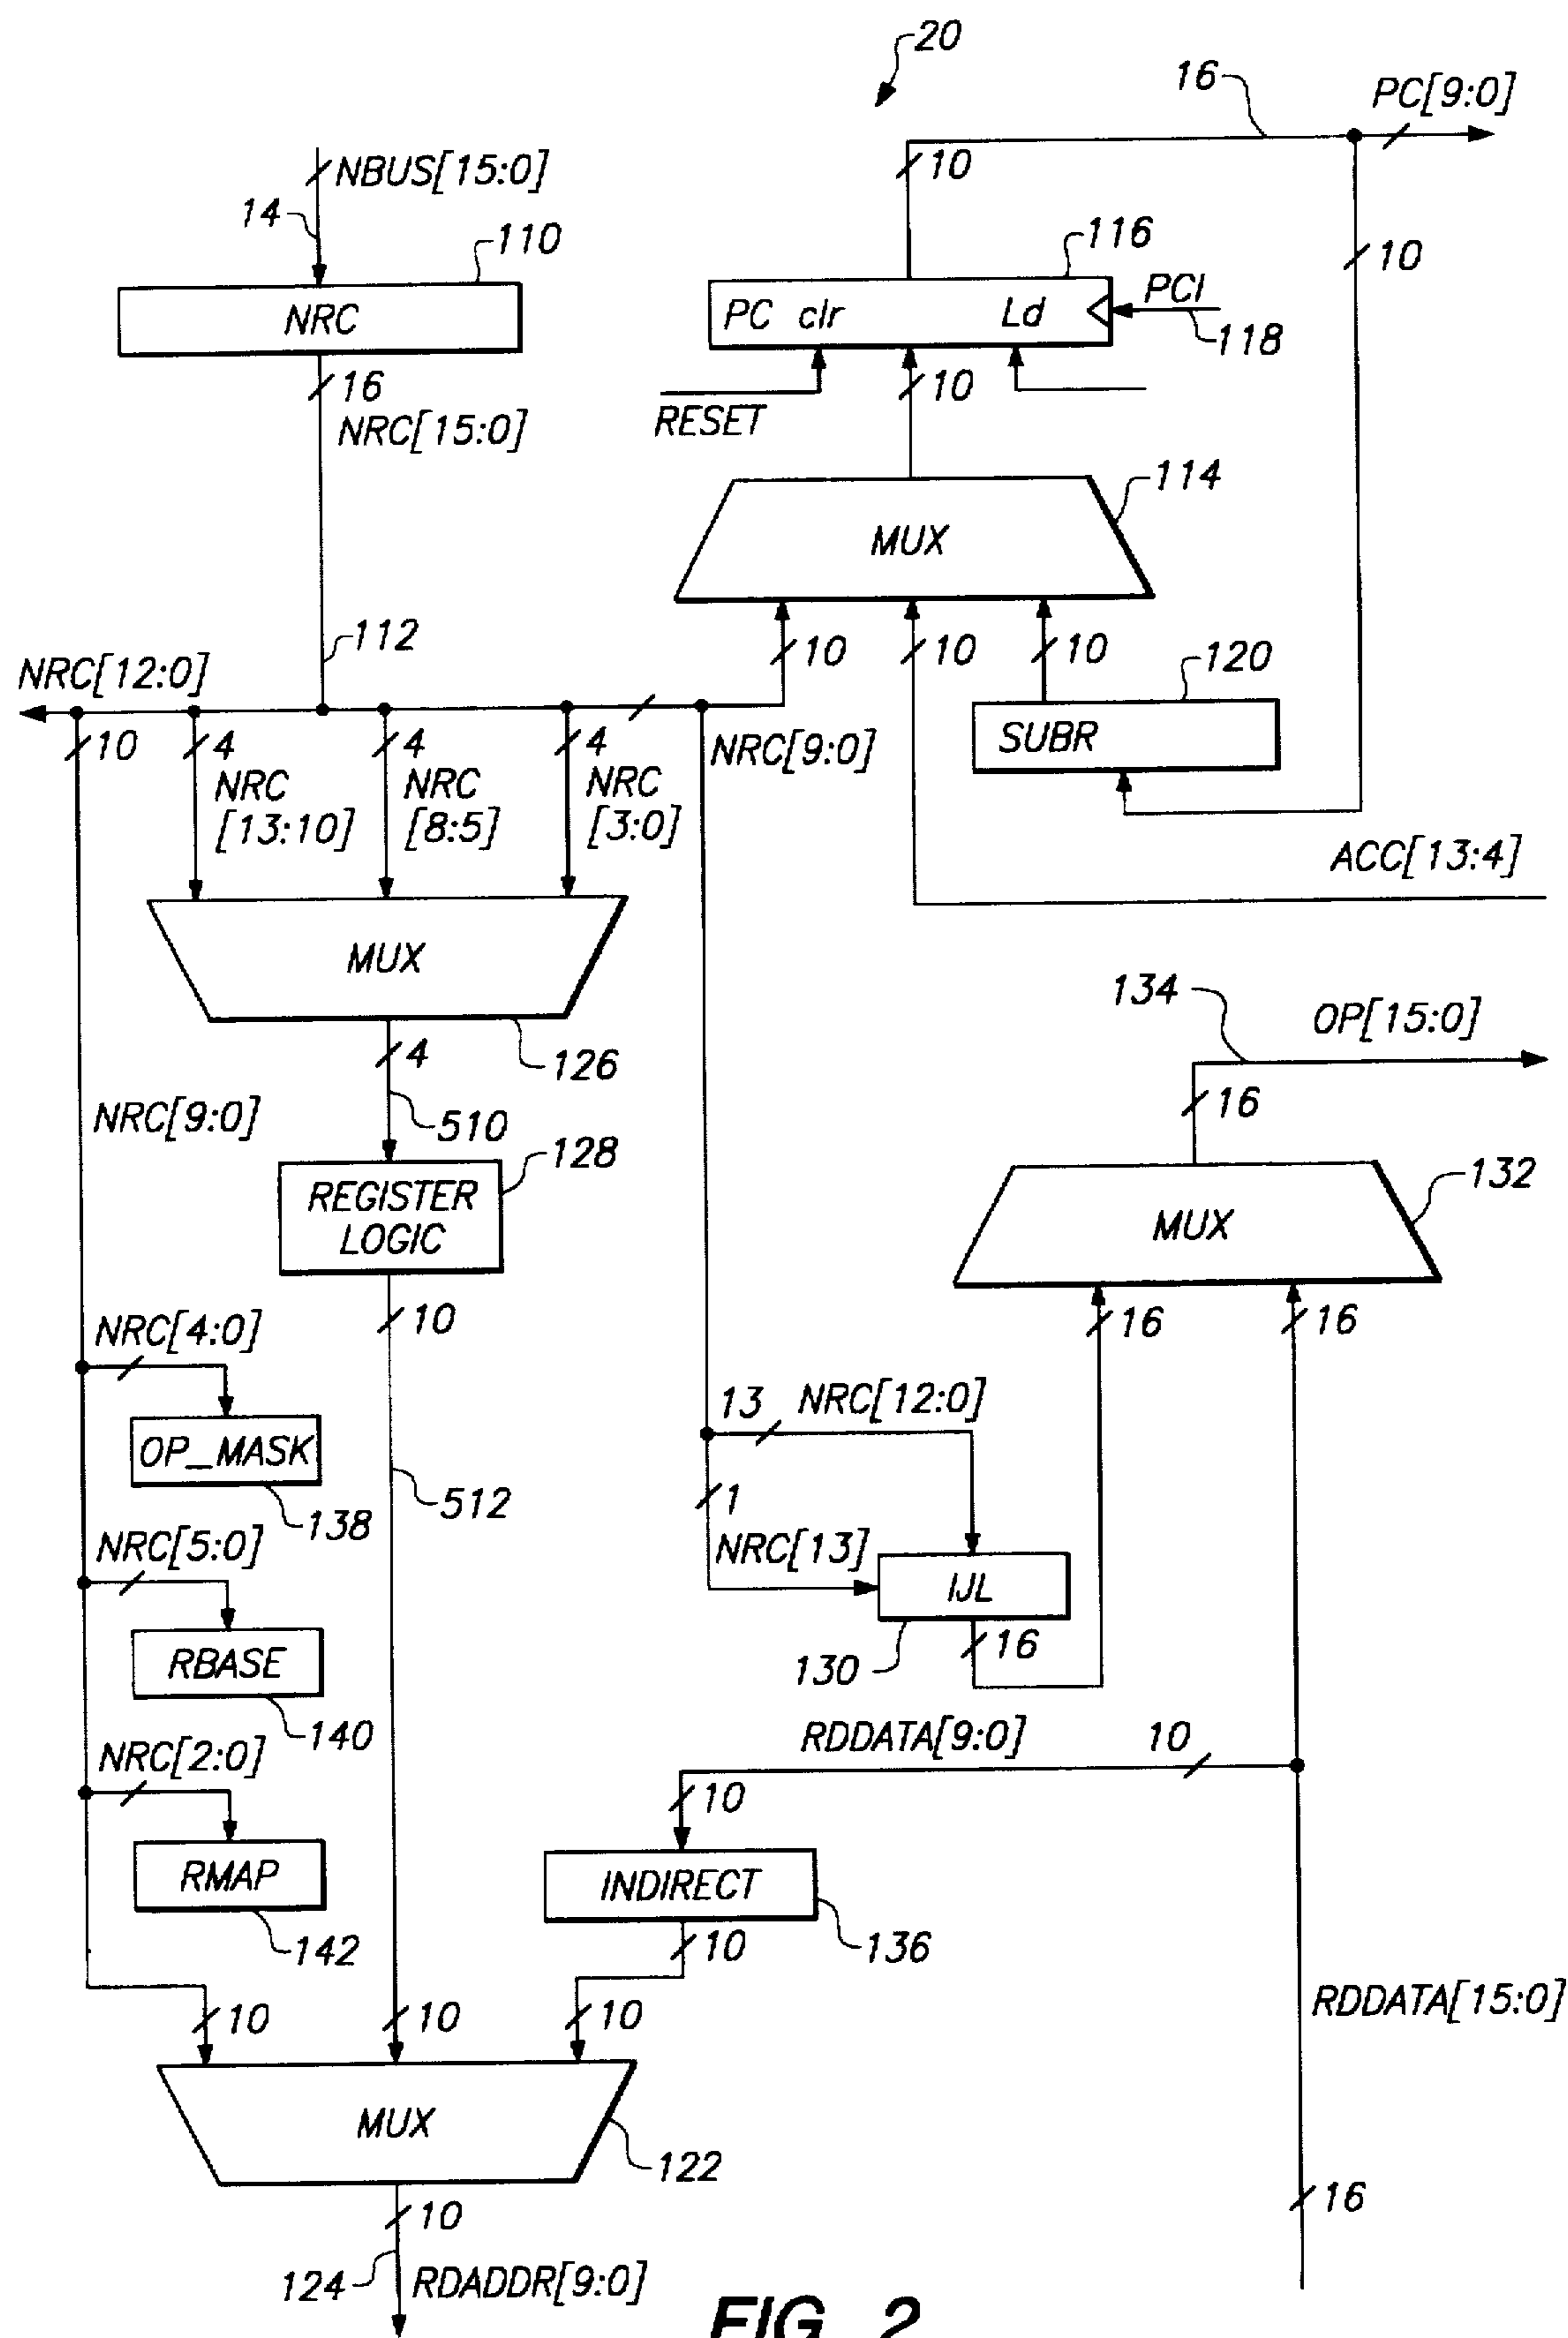 20
16
PC[9:0]
10
NBUS[15:0]
14
110
116
10
NRC
PC clr Ld
PCI
118
16
10
RESET
NRC[15:0]
114
MUX
112
NRC[12:0]
10
10
10
120
SUBR
10
4
4
4
NRC[9:0]
NRC
[13:10]
NRC
[8:5]
NRC
[3:0]
ACC[13:4]
MUX
134
OP[15:0]
4
126
16
NRC[9:0]
510
128
REGISTER
LOGIC
132
MUX
10
16
16
NRC[4:0]
13
NRC[12:0]
OP_MASK
138
512
1
NRC[13]
NRC[5:0]
IJL
16
130
RBASE
140
RDDATA[9:0]
10
NRC[2:0]
10
RMAP
142
INDIRECT
136
10
10
10
10
RDDATA[15:0]
MUX
122
10
16
124
RDADDR[9:0]
FIG. 2